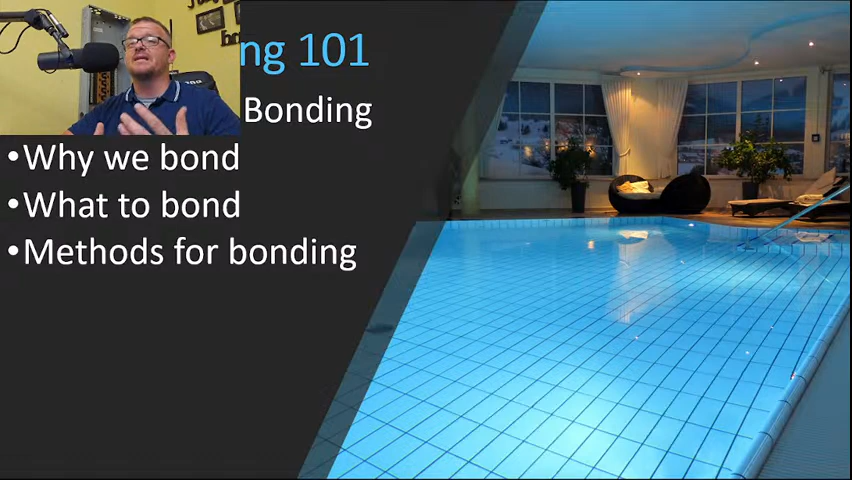 ng 101
Bonding
•Why we bond
•What to bond
•Methods for bonding